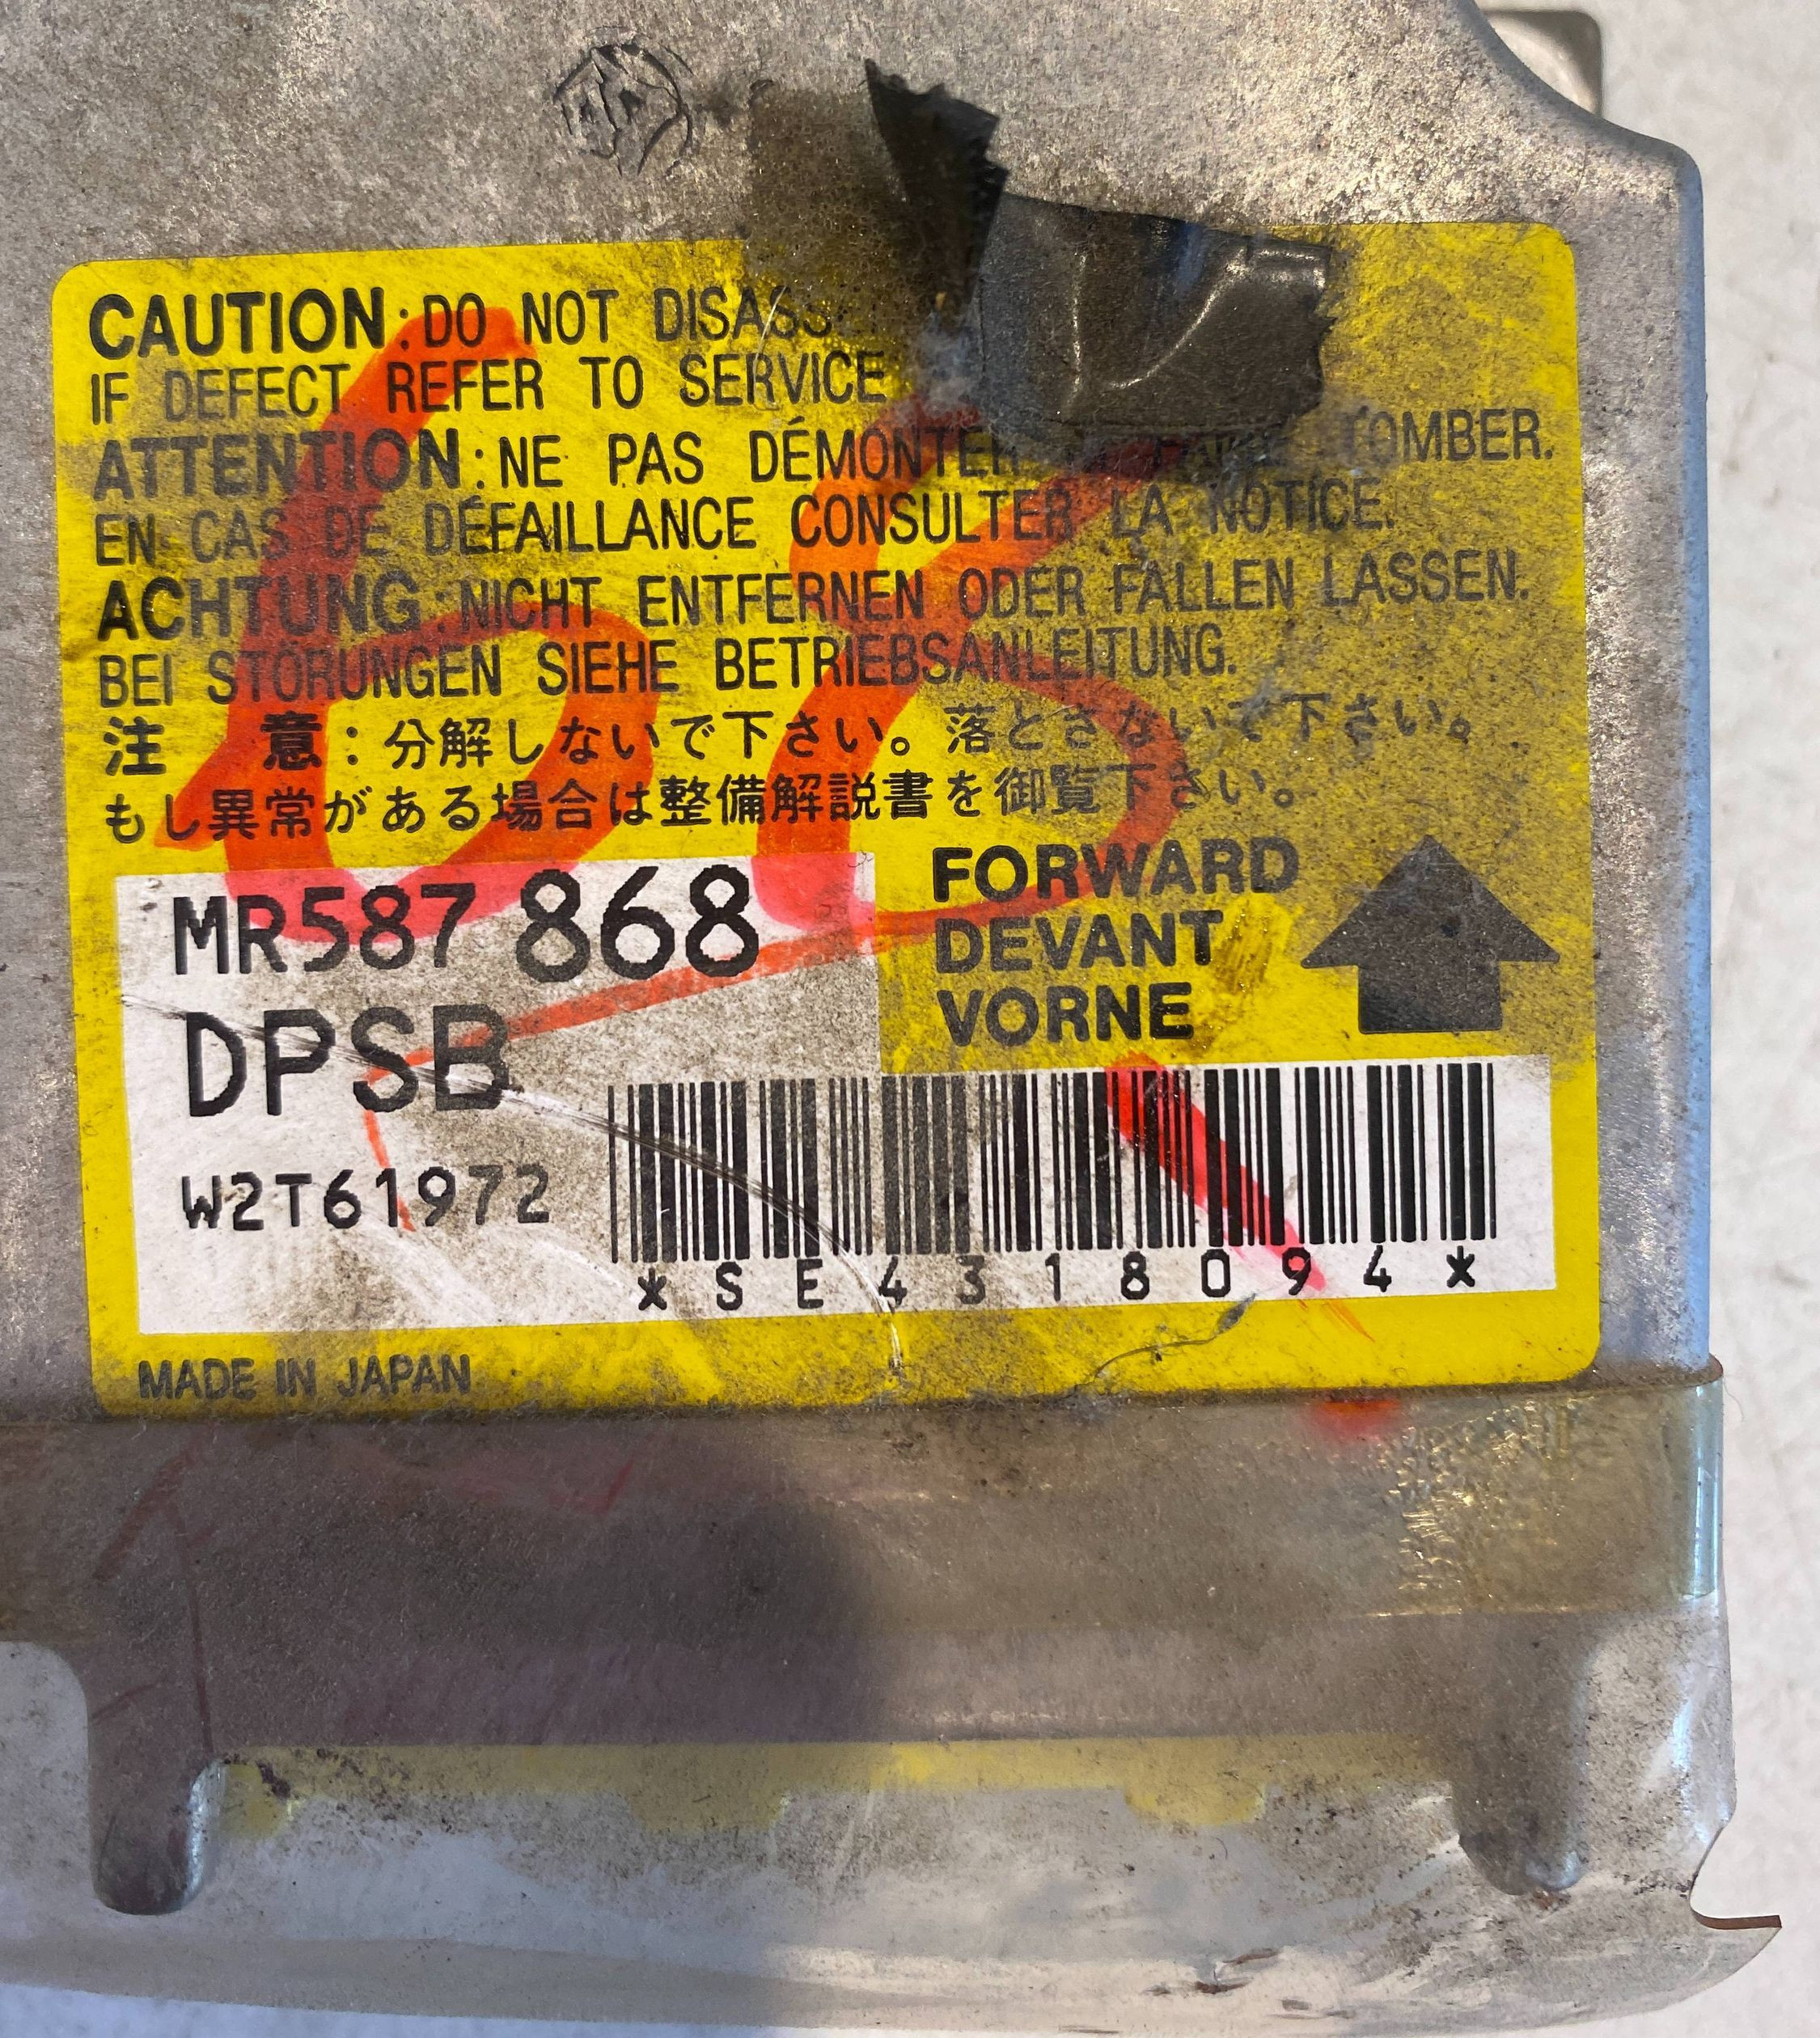 CAUTION:DO NOT
IF DEFECT REFER TO SERVICE
ATTENTION:NE PAS DÉMONTER TOMBER.
EN CAS DE DÉFAILLANCE CONSULTER LA NOTICE.
ACHTUNG:NICHT ENTFERNEN ODER FALLEN LASSEN.
BEI STÖRUNGEN SIEHE BETRIEBSANLEITUNG.
注 意:分解しないで下さい。落とさないで下さい。
もし異常がある場合は整備解説書を御覧下さい。
MR587 868
DPSB
W2T61972
FORWARD
DEVANT
VORNE
*SE4318094*
MADE IN JAPAN